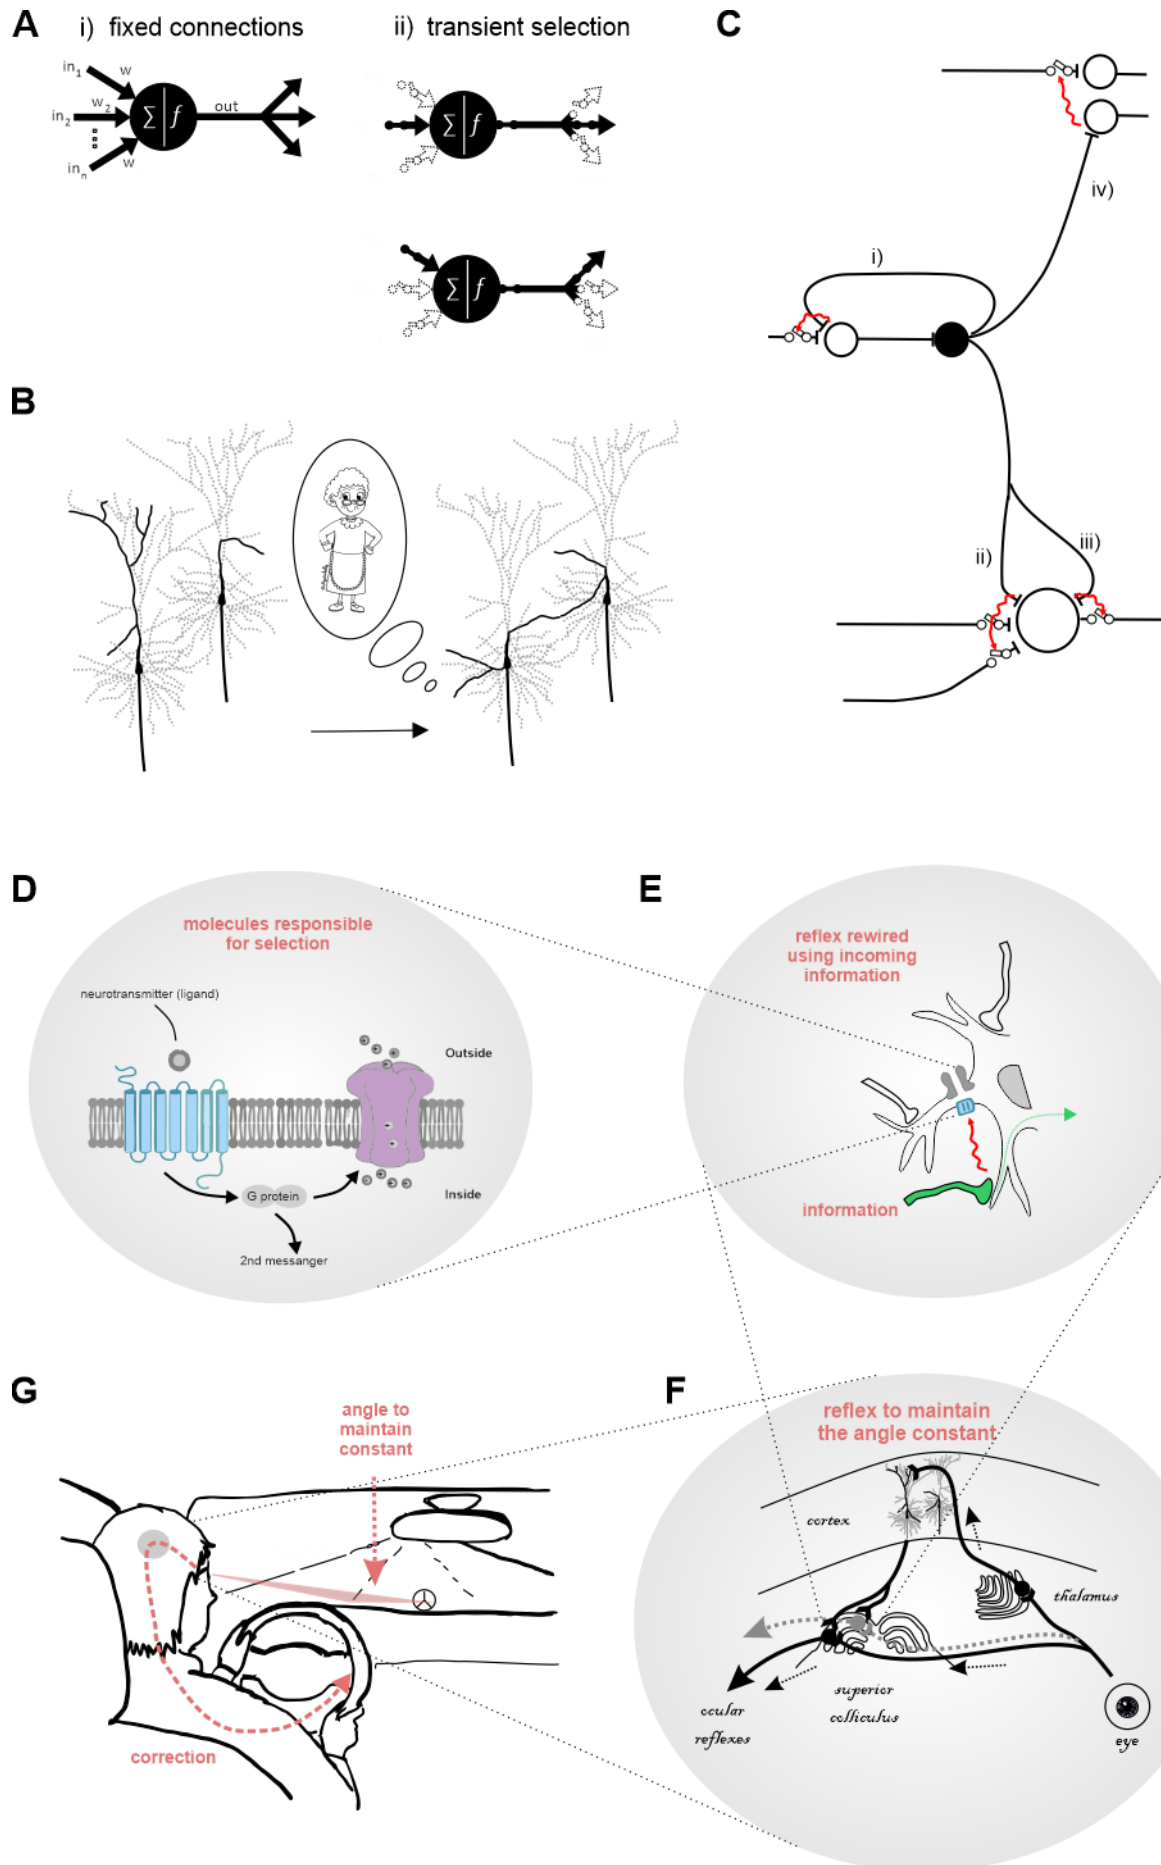 A
i) fixed connections
ii) transient selection
in1
w
in2
w2
inn
w
Σ f
out
Σ f
Σ f
B
C
i)
ii)
iii)
iv)
D
molecules responsible
for selection
neurotransmitter (ligand)
Outside
Inside
G protein
2nd messanger
E
reflex rewired
using incoming
information
information
G
angle to
maintain
constant
correction
F
reflex to maintain
the angle constant
cortex
thalamus
superior
colliculus
ocular
reflexes
eye